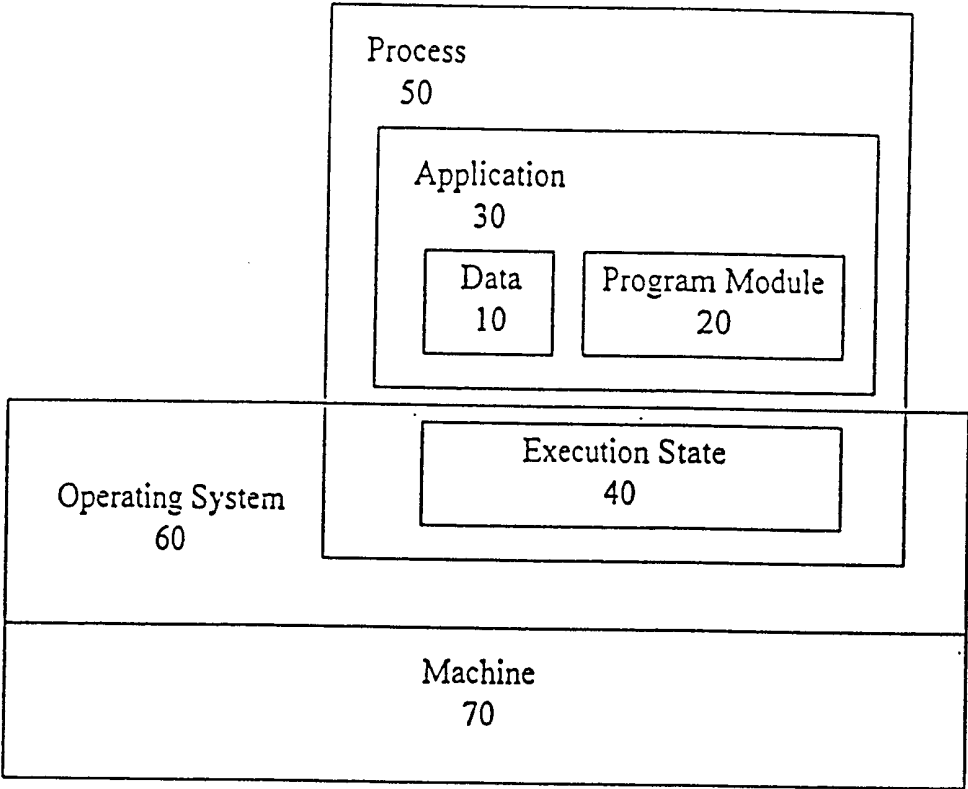 Process
50
Application
30
Data
10
Program Module
20
Execution State
40
Operating System
60
Machine
70